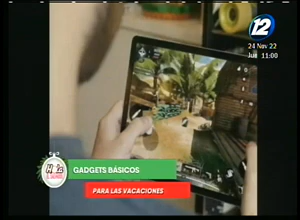 12
24 Nov 22
Jue 11:00
GADGETS BÁSICOS
PARA LAS VACACIONES